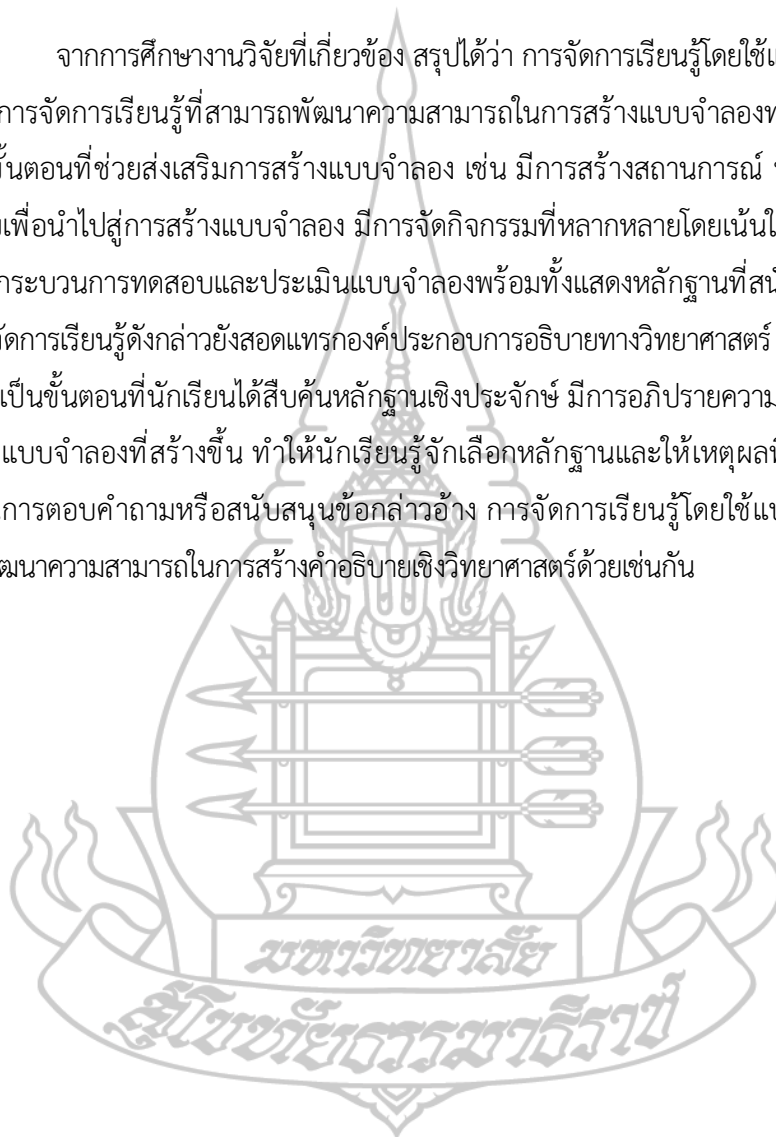 จากการศึกษางานวิจัยที่เกี่ยวข้อง สรุปได้ว่า การจัดการเรียนรู้โดยใช้แ
การจัดการเรียนรู้ที่สามารถพัฒนาความสามารถในการสร้างแบบจำลองท
ขั้นตอนที่ช่วยส่งเสริมการสร้างแบบจำลอง เช่น มีการสร้างสถานการณ์
เพื่อนำไปสู่การสร้างแบบจำลอง มีการจัดกิจกรรมที่หลากหลายโดยเน้นใ
กระบวนการทดสอบและประเมินแบบจำลองพร้อมทั้งแสดงหลักฐานที่สนั
จัดการเรียนรู้ดังกล่าวยังสอดแทรกองค์ประกอบการอธิบายทางวิทยาศาสตร์
เป็นขั้นตอนที่นักเรียนได้สืบค้นหลักฐานเชิงประจักษ์ มีการอภิปรายความ
แบบจำลองที่สร้างขึ้น ทำให้นักเรียนรู้จักเลือกหลักฐานและให้เหตุผลที
การตอบคำถามหรือสนับสนุนข้อกล่าวอ้าง การจัดการเรียนรู้โดยใช้แบ
ฒนาความสามารถในการสร้างคำอธิบายเชิงวิทยาศาสตร์ด้วยเช่นกัน
มหาวิทยาลัย
สุโขทัยธรรมาธิราช